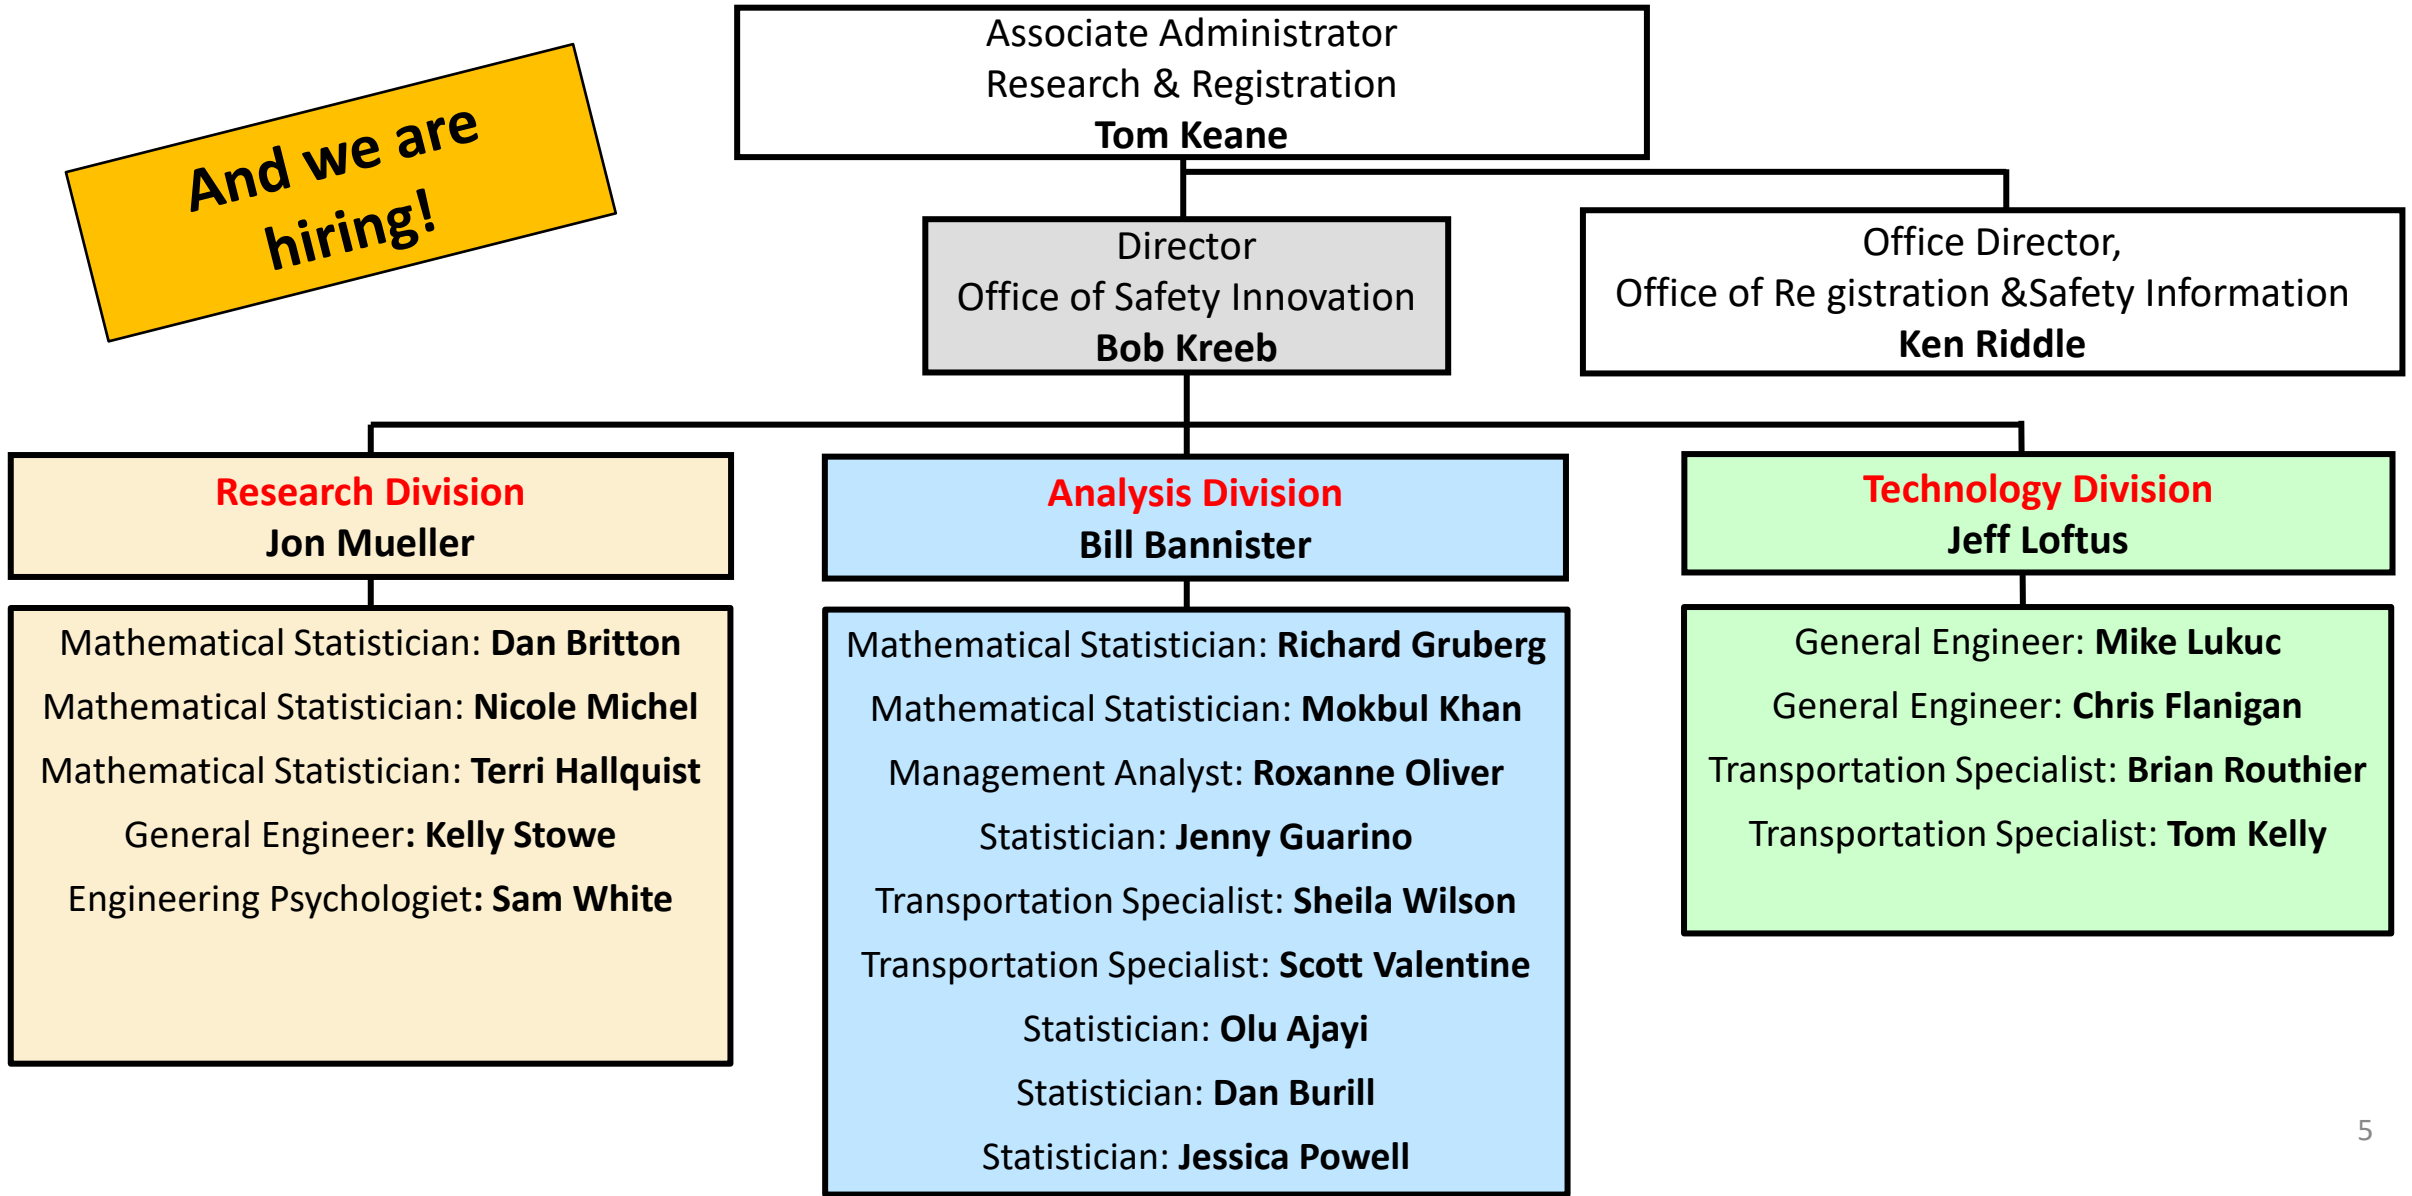 And we are
hiring!
Associate Administrator
Research & Registration
Tom Keane
Director
Office of Safety Innovation
Bob Kreeb
Office Director,
Office of Re gistration &Safety Information
Ken Riddle
Research Division
Jon Mueller
Mathematical Statistician: Dan Britton
Mathematical Statistician: Nicole Michel
Mathematical Statistician: Terri Hallquist
General Engineer: Kelly Stowe
Engineering Psychologiet: Sam White
Analysis Division
Bill Bannister
Mathematical Statistician: Richard Gruberg
Mathematical Statistician: Mokbul Khan
Management Analyst: Roxanne Oliver
Statistician: Jenny Guarino
Transportation Specialist: Sheila Wilson
Transportation Specialist: Scott Valentine
Statistician: Olu Ajayi
Statistician: Dan Burill
Statistician: Jessica Powell
Technology Division
Jeff Loftus
General Engineer: Mike Lukuc
General Engineer: Chris Flanigan
Transportation Specialist: Brian Routhier
Transportation Specialist: Tom Kelly
5